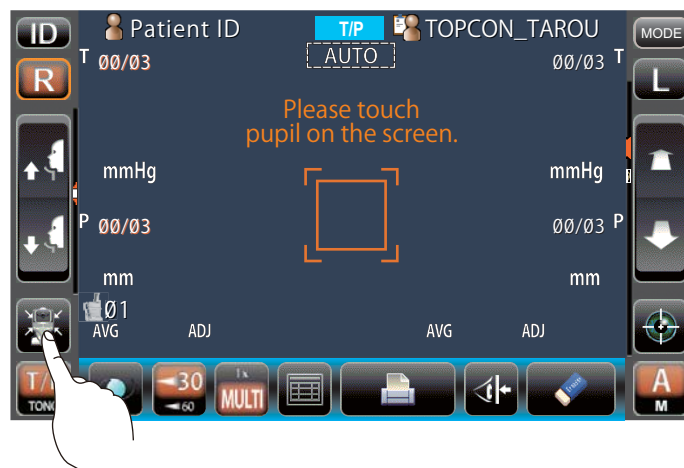 ID Patient ID T/P TOPCON_TAROU MODE
AUTO
T 00/03 00/03 T
R L
Please touch
pupil on the screen.
mmHg mmHg
P 00/03 00/03 P
mm mm
01
AVG ADJ AVG ADJ
T/ 30 1x A
TONO 60 MULTI M